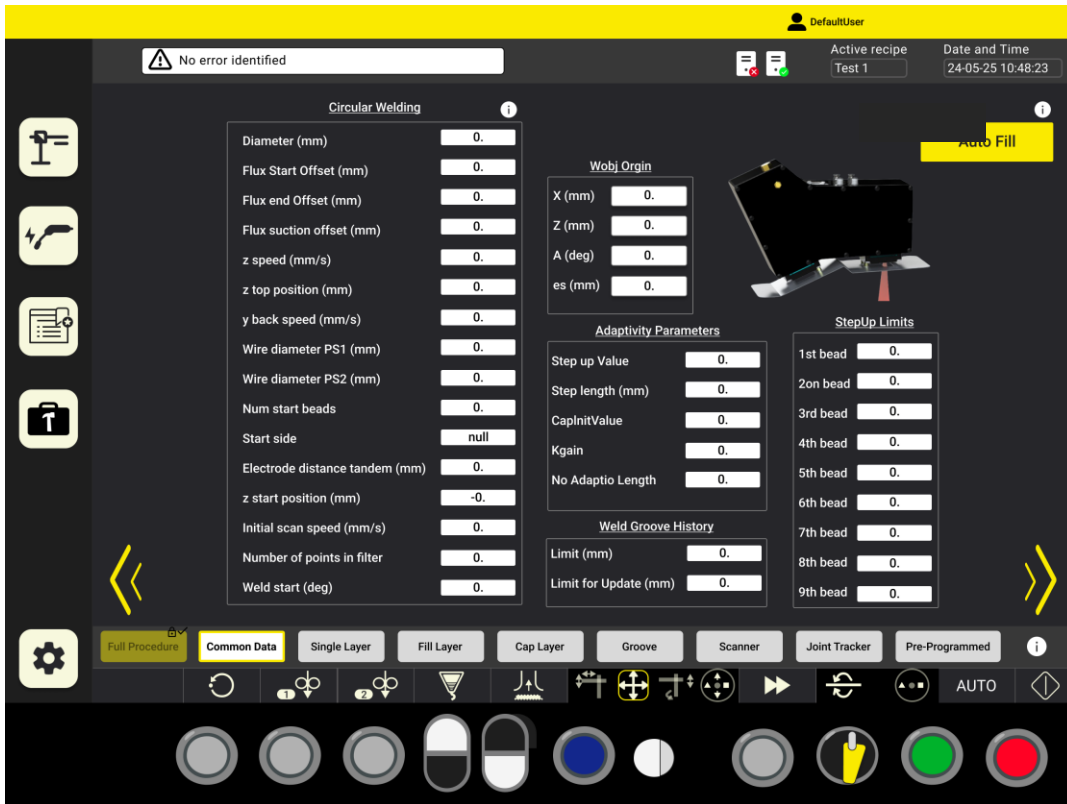 DefaultUser
No error identified
Active recipe
Test 1
Date and Time
24-05-25 10:48:23
Circular Welding
Diameter (mm) 0.
Flux Start Offset (mm) 0.
Flux end Offset (mm) 0.
Flux suction offset (mm) 0.
z speed (mm/s) 0.
z top position (mm) 0.
y back speed (mm/s) 0.
Wire diameter PS1 (mm) 0.
Wire diameter PS2 (mm) 0.
Num start beads 0.
Start side null
Electrode distance tandem (mm) 0.
z start position (mm) -0.
Initial scan speed (mm/s) 0.
Number of points in filter 0.
Weld start (deg) 0.
Wobj Orgin
X (mm) 0.
Z (mm) 0.
A (deg) 0.
es (mm) 0.
Adaptivity Parameters
Step up Value 0.
Step length (mm) 0.
CapInitValue 0.
Kgain 0.
No Adaptio Length 0.
Weld Groove History
Limit (mm) 0.
Limit for Update (mm) 0.
Auto Fill
StepUp Limits
1st bead 0.
2on bead 0.
3rd bead 0.
4th bead 0.
5th bead 0.
6th bead 0.
7th bead 0.
8th bead 0.
9th bead 0.
Full Procedure Common Data Single Layer Fill Layer Cap Layer Groove Scanner Joint Tracker Pre-Programmed
1 2 AUTO